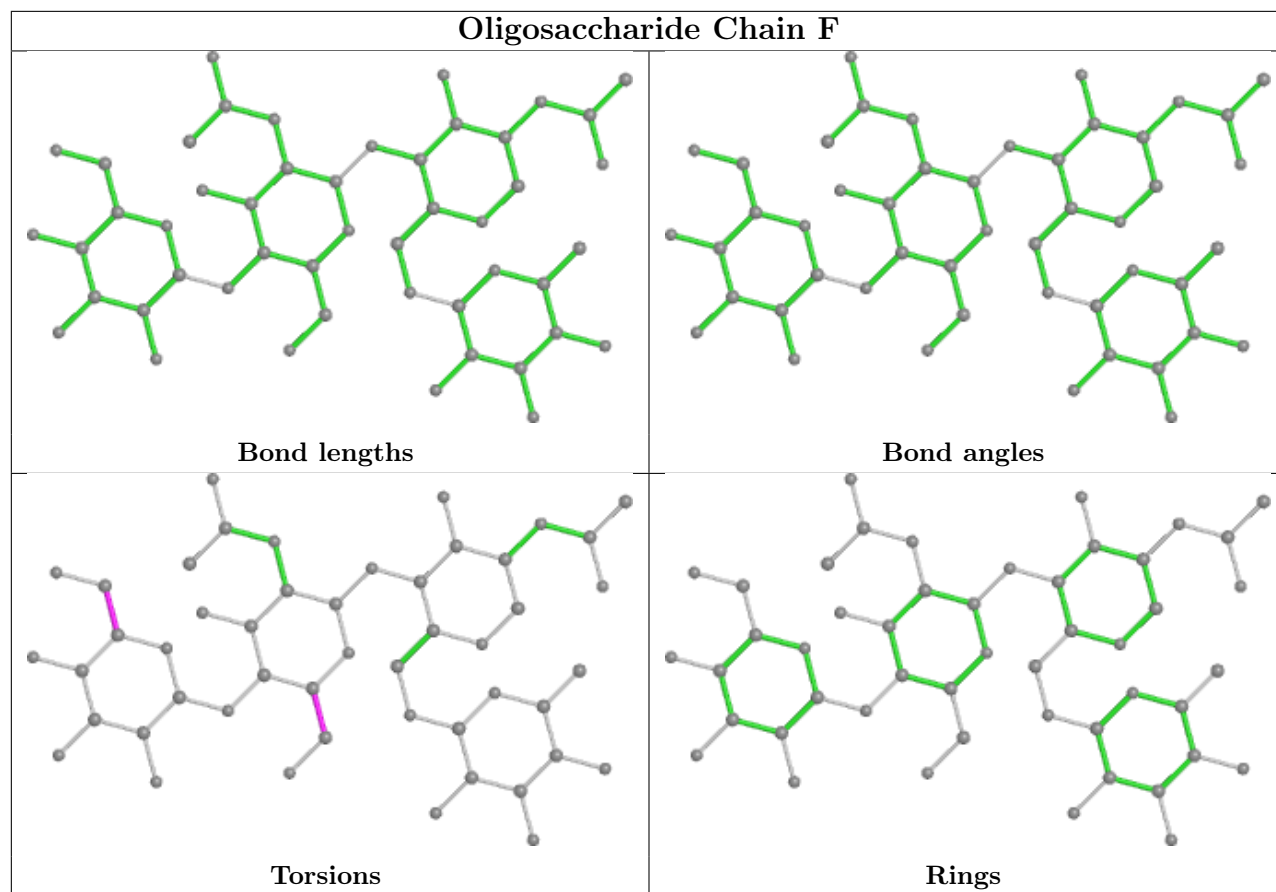 Oligosaccharide Chain F
Bond lengths
Bond angles
Torsions
Rings